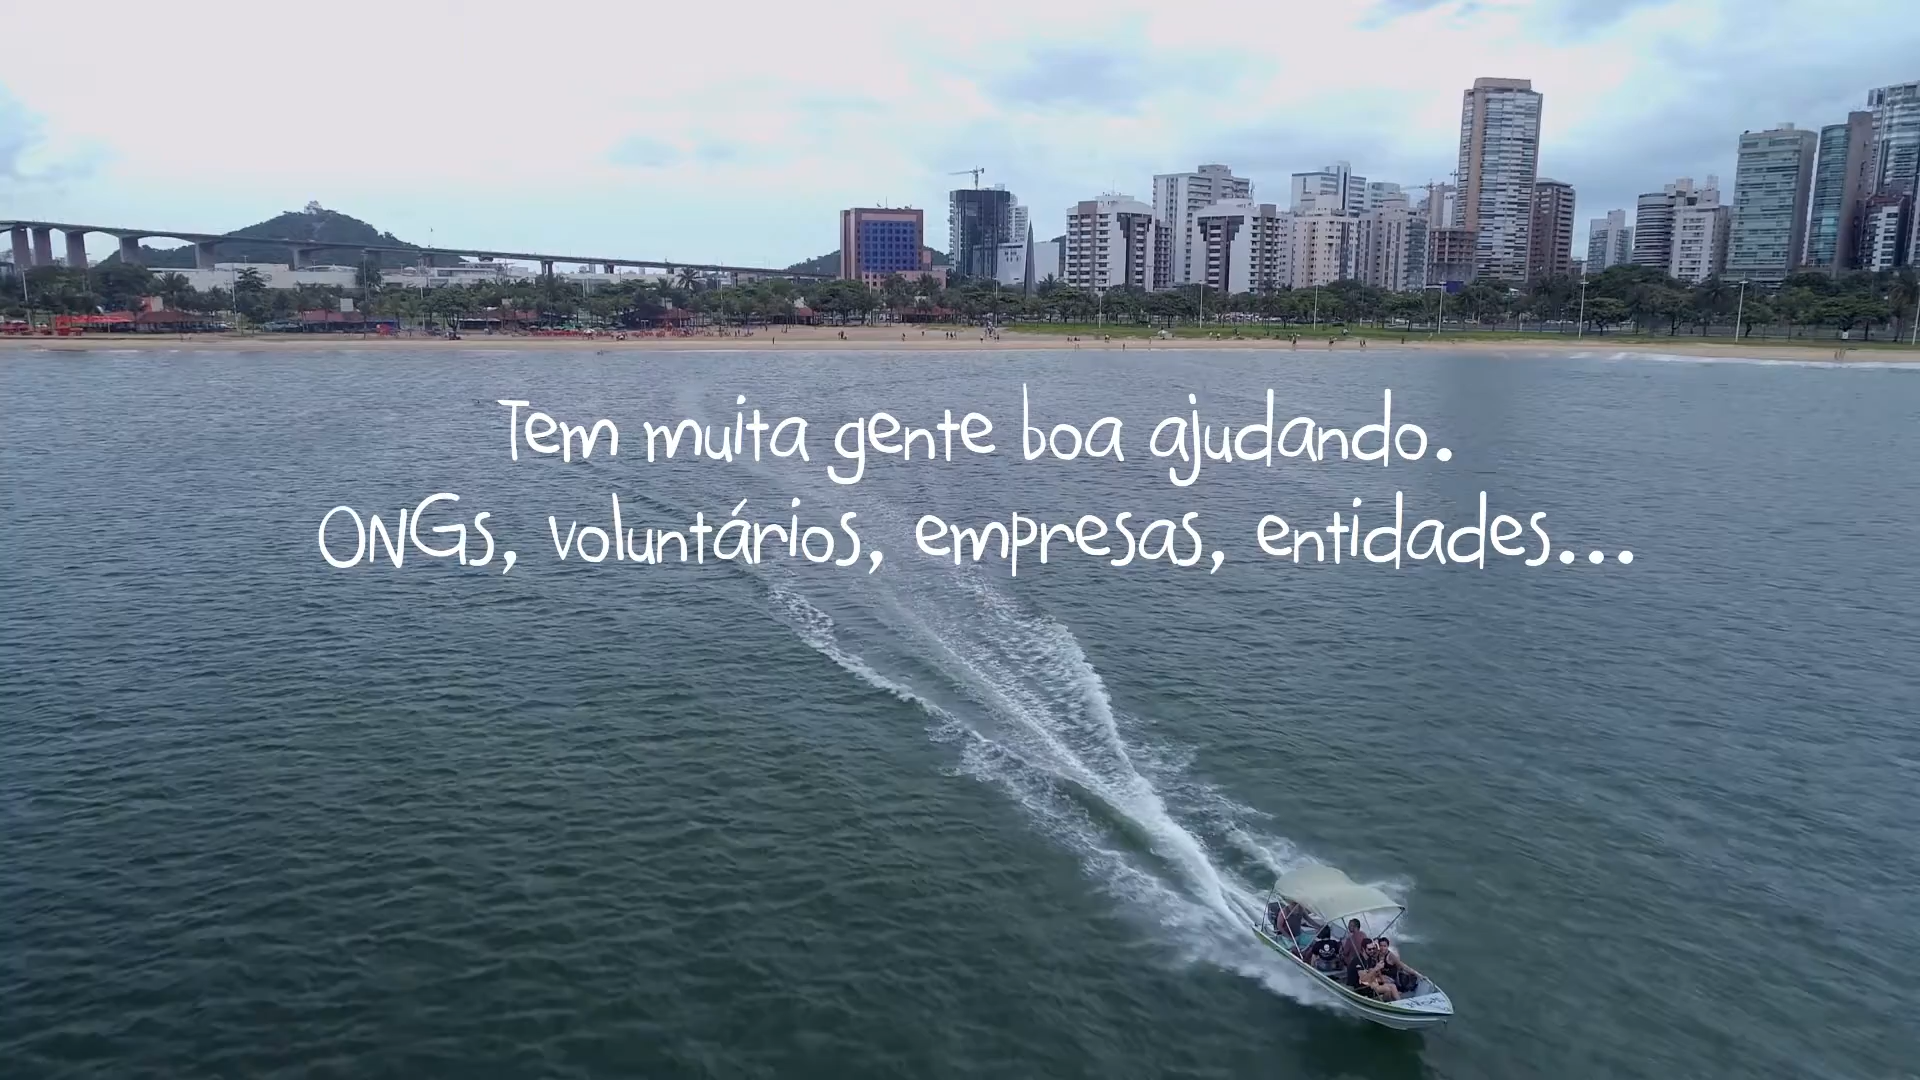 Tem muita gente boa ajudando.
ONGs, voluntários, empresas, entidades...